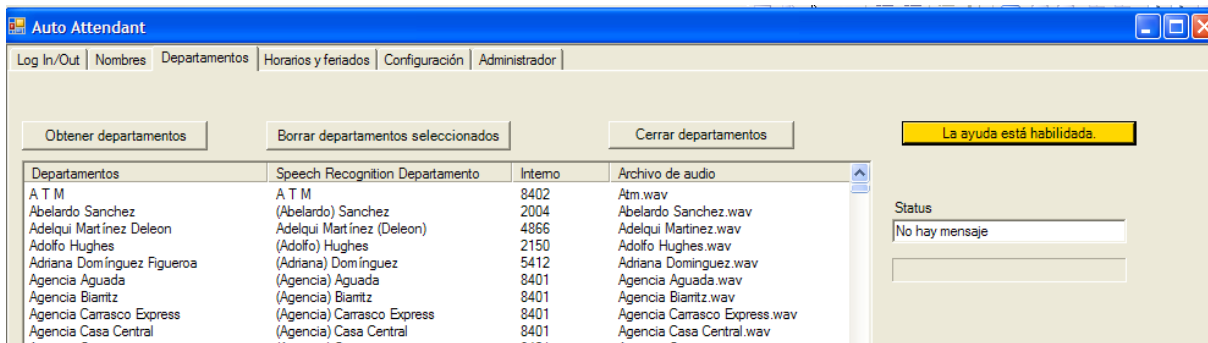 Auto Attendant
Log In/Out Nombres Departamentos Horarios y feriados Configuración Administrador
Obtener departamentos Borrar departamentos seleccionados Cerrar departamentos La ayuda está habilidada.
Departamentos Speech Recognition Departamento Interno Archivo de audio
A T M A T M 8402 Atm.wav
Abelardo Sanchez (Abelardo) Sanchez 2004 Abelardo Sanchez.wav
Status
Adelqui Martínez Deleon Adelqui Martínez (Deleon) 4866 Adelqui Martinez.wav
No hay mensaje
Adolfo Hughes (Adolfo) Hughes 2150 Adolfo Hughes.wav
Adriana Domínguez Figueroa (Adriana) Domínguez 5412 Adriana Dominguez.wav
Agencia Aguada (Agencia) Aguada 8401 Agencia Aguada.wav
Agencia Biarritz (Agencia) Biarritz 8401 Agencia Biarritz.wav
Agencia Carrasco Express (Agencia) Carrasco Express 8401 Agencia Carrasco Express.wav
Agencia Casa Central (Agencia) Casa Central 8401 Agencia Casa Central.wav